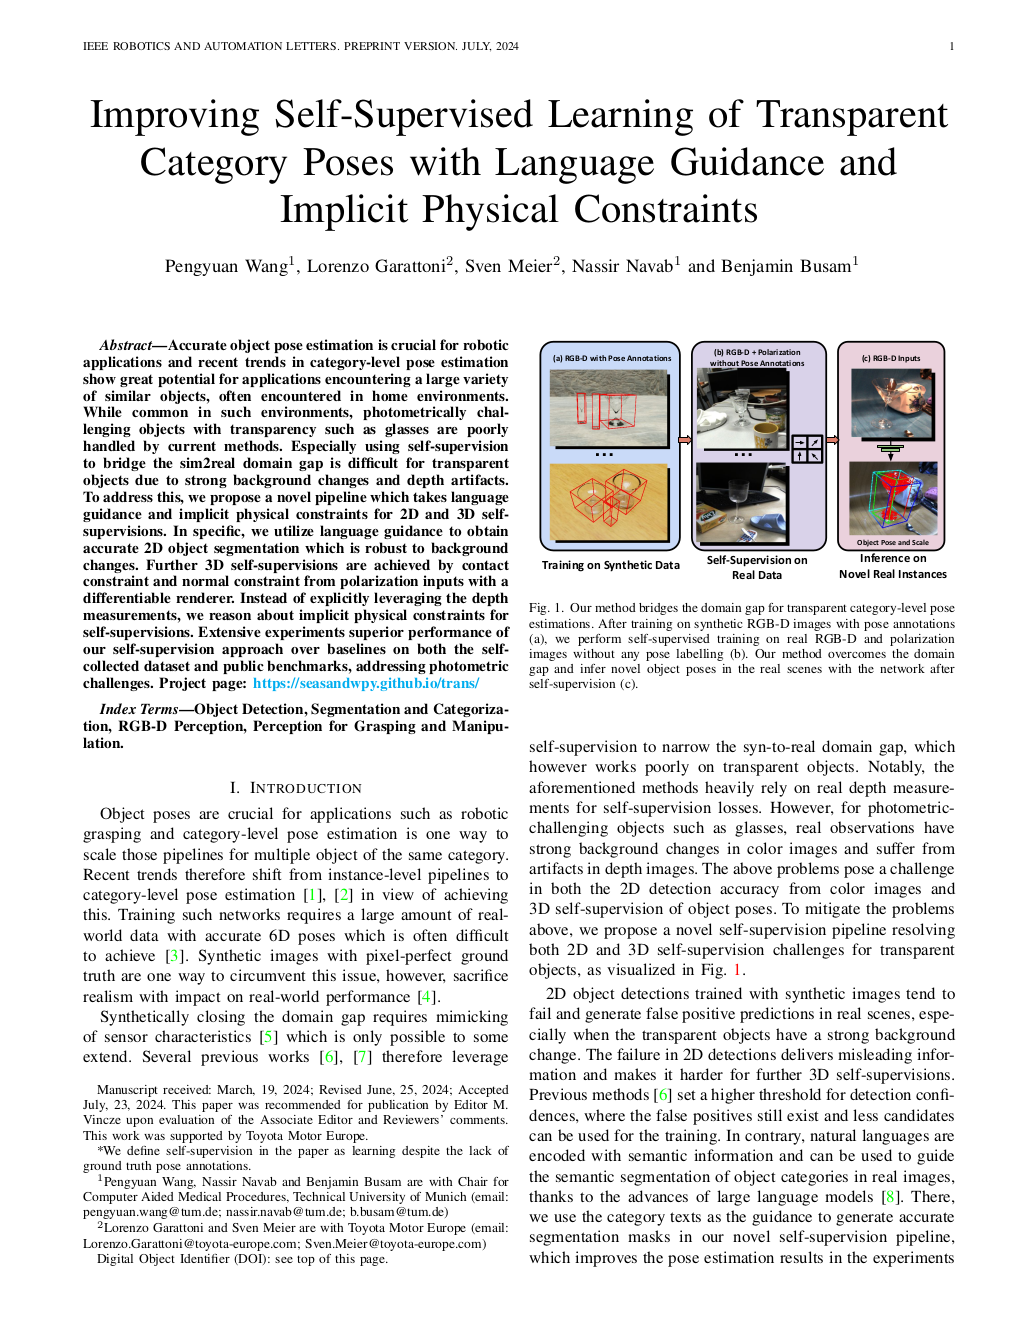 IEEE ROBOTICS AND AUTOMATION LETTERS. PREPRINT VERSION. JULY, 2024 1
Improving Self-Supervised Learning of Transparent
Category Poses with Language Guidance and
Implicit Physical Constraints
Pengyuan Wang1, Lorenzo Garattoni2, Sven Meier2, Nassir Navab1 and Benjamin Busam1
Abstract—Accurate object pose estimation is crucial for robotic
applications and recent trends in category-level pose estimation
show great potential for applications encountering a large variety
of similar objects, often encountered in home environments.
While common in such environments, photometrically chal-
lenging objects with transparency such as glasses are poorly
handled by current methods. Especially using self-supervision
to bridge the sim2real domain gap is difficult for transparent
objects due to strong background changes and depth artifacts.
To address this, we propose a novel pipeline which takes language
guidance and implicit physical constraints for 2D and 3D self-
supervisions. In specific, we utilize language guidance to obtain
accurate 2D object segmentation which is robust to background
changes. Further 3D self-supervisions are achieved by contact
constraint and normal constraint from polarization inputs with a
differentiable renderer. Instead of explicitly leveraging the depth
measurements, we reason about implicit physical constraints for
self-supervisions. Extensive experiments superior performance of
our self-supervision approach over baselines on both the self-
collected dataset and public benchmarks, addressing photometric
challenges. Project page: https://seasandwpy.github.io/trans/
Index Terms—Object Detection, Segmentation and Categoriza-
tion, RGB-D Perception, Perception for Grasping and Manipu-
lation.
I. INTRODUCTION
Object poses are crucial for applications such as robotic
grasping and category-level pose estimation is one way to
scale those pipelines for multiple object of the same category.
Recent trends therefore shift from instance-level pipelines to
category-level pose estimation [1], [2] in view of achieving
this. Training such networks requires a large amount of real-
world data with accurate 6D poses which is often difficult
to achieve [3]. Synthetic images with pixel-perfect ground
truth are one way to circumvent this issue, however, sacrifice
realism with impact on real-world performance [4].
Synthetically closing the domain gap requires mimicking
of sensor characteristics [5] which is only possible to some
extend. Several previous works [6], [7] therefore leverage
Manuscript received: March, 19, 2024; Revised June, 25, 2024; Accepted
July, 23, 2024. This paper was recommended for publication by Editor M.
Vincze upon evaluation of the Associate Editor and Reviewers' comments.
This work was supported by Toyota Motor Europe.
*We define self-supervision in the paper as learning despite the lack of
ground truth pose annotations.
1Pengyuan Wang, Nassir Navab and Benjamin Busam are with Chair for
Computer Aided Medical Procedures, Technical University of Munich (email:
pengyuan.wang@tum.de; nassir.navab@tum.de; b.busam@tum.de)
2Lorenzo Garattoni and Sven Meier are with Toyota Motor Europe (email:
Lorenzo.Garattoni@toyota-europe.com; Sven.Meier@toyota-europe.com)
Digital Object Identifier (DOI): see top of this page.
(a) RGB-D with Pose Annotations
(b) RGB-D + Polarization
without Pose Annotations
(c) RGB-D Inputs
Object Pose and Scale
Training on Synthetic Data
Self-Supervision on
Real Data
Inference on
Novel Real Instances
Fig. 1. Our method bridges the domain gap for transparent category-level pose
estimations. After training on synthetic RGB-D images with pose annotations
(a), we perform self-supervised training on real RGB-D and polarization
images without any pose labelling (b). Our method overcomes the domain
gap and infer novel object poses in the real scenes with the network after
self-supervision (c).
self-supervision to narrow the syn-to-real domain gap, which
however works poorly on transparent objects. Notably, the
aforementioned methods heavily rely on real depth measure-
ments for self-supervision losses. However, for photometric-
challenging objects such as glasses, real observations have
strong background changes in color images and suffer from
artifacts in depth images. The above problems pose a challenge
in both the 2D detection accuracy from color images and
3D self-supervision of object poses. To mitigate the problems
above, we propose a novel self-supervision pipeline resolving
both 2D and 3D self-supervision challenges for transparent
objects, as visualized in Fig. 1.
2D object detections trained with synthetic images tend to
fail and generate false positive predictions in real scenes, espe-
cially when the transparent objects have a strong background
change. The failure in 2D detections delivers misleading infor-
mation and makes it harder for further 3D self-supervisions.
Previous methods [6] set a higher threshold for detection confi-
dences, where the false positives still exist and less candidates
can be used for the training. In contrary, natural languages are
encoded with semantic information and can be used to guide
the semantic segmentation of object categories in real images,
thanks to the advances of large language models [8]. There,
we use the category texts as the guidance to generate accurate
segmentation masks in our novel self-supervision pipeline,
which improves the pose estimation results in the experiments